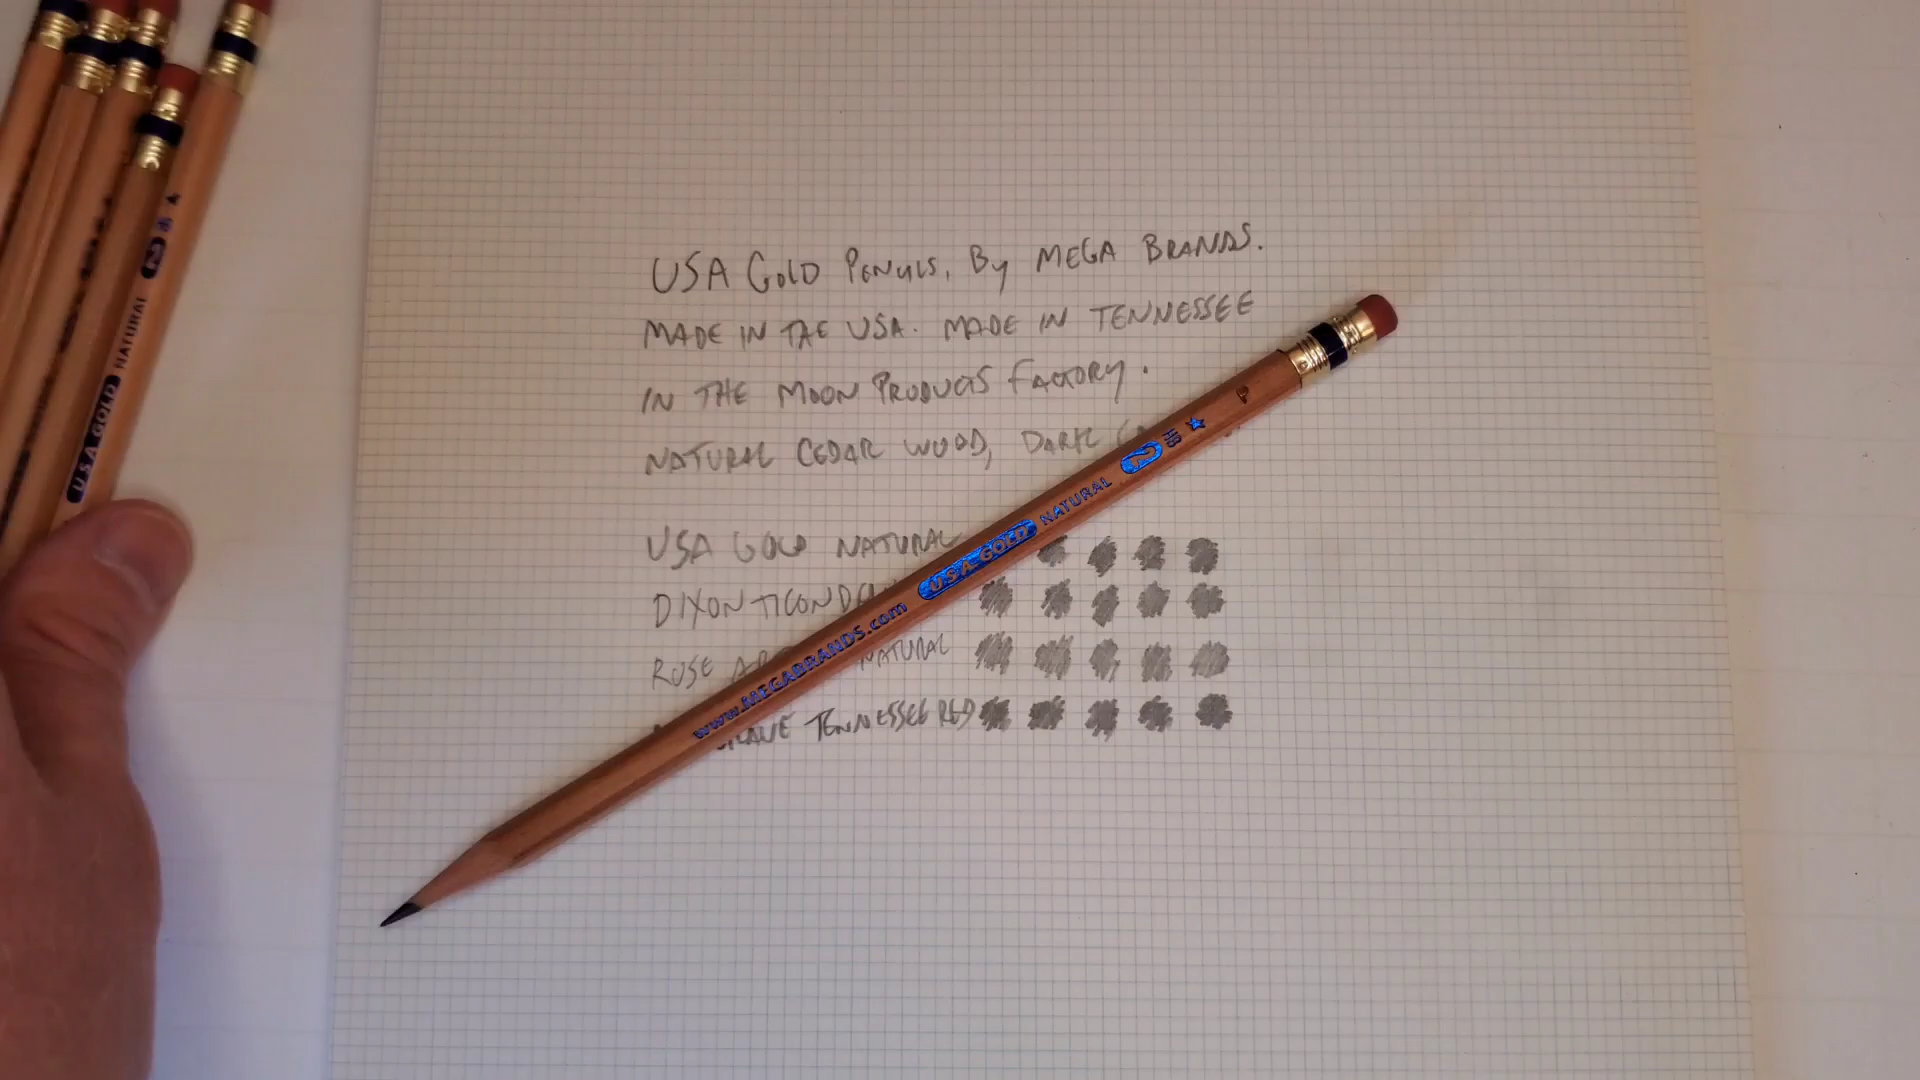 USA GOLD PENCILS, BY MEGA BRANDS.
MADE IN THE USA. MADE IN TENNESSEE
IN THE MOON PRODUCTS FACTORY.
NATURAL CEDAR WOOD, DARK
USA GOLD NATURAL
DIXON
ROSE NATURAL
TENNESSEE RED
www.MEGABRANDS.com USA GOLD NATURAL 2 HB
USA GOLD NATURAL 2 HB